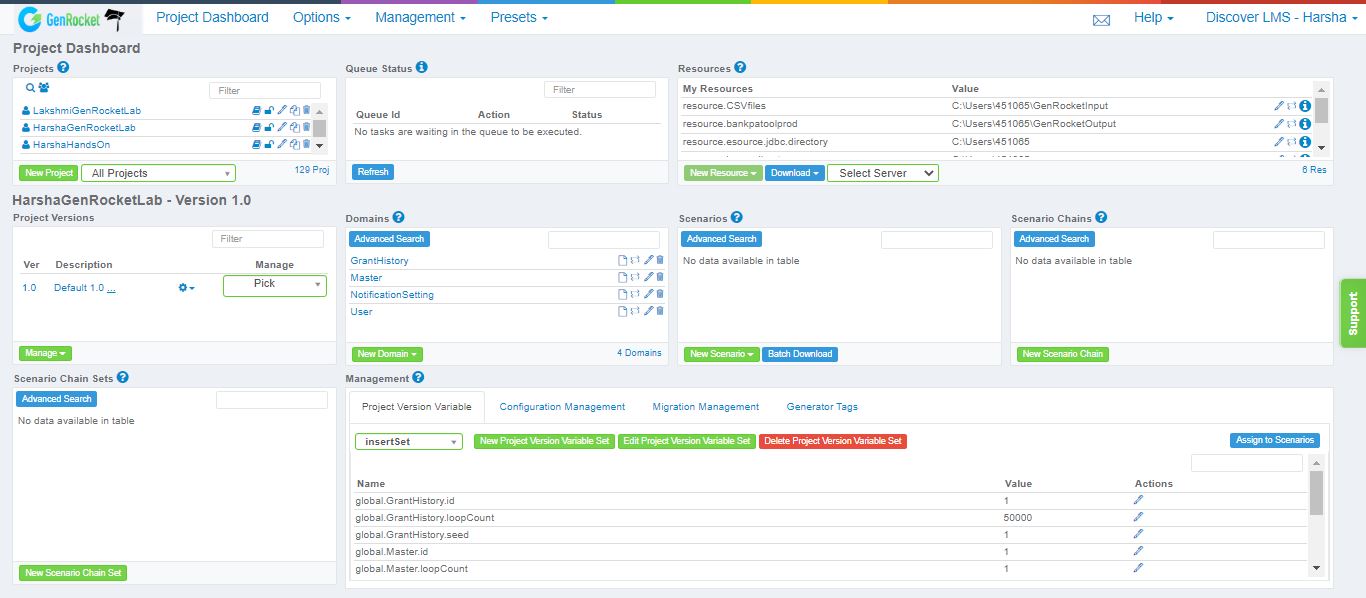 GenRocket Project Dashboard Options Management Presets Help Discover LMS - Harsha
Project Dashboard
Projects
Filter
LakshmiGenRocketLab
HarshaGenRocketLab
HarshaHandsOn
New Project All Projects 129 Proj
Queue Status
Filter
Queue Id Action Status
No tasks are waiting in the queue to be executed.
Refresh
Resources
My Resources Value
resource.CSVfiles C:\Users\451065\GenRocketInput
resource.bankpatoolprod C:\Users\451065\GenRocketOutput
resource.esource.jdbc.directory C:\Users\451065
New Resource Download Select Server 6 Res
HarshaGenRocketLab - Version 1.0
Project Versions
Filter
Ver Description Manage
1.0 Default 1.0 ... Pick
Manage
Domains
Advanced Search
GrantHistory
Master
NotificationSetting
User
New Domain 4 Domains
Scenarios
Advanced Search
No data available in table
New Scenario Batch Download
Scenario Chains
Advanced Search
No data available in table
New Scenario Chain
Support
Scenario Chain Sets
Advanced Search
No data available in table
New Scenario Chain Set
Management
Project Version Variable Configuration Management Migration Management Generator Tags
insertSet New Project Version Variable Set Edit Project Version Variable Set Delete Project Version Variable Set Assign to Scenarios
Name Value Actions
global.GrantHistory.id 1
global.GrantHistory.loopCount 50000
global.GrantHistory.seed 1
global.Master.id 1
global.Master.loopCount 1